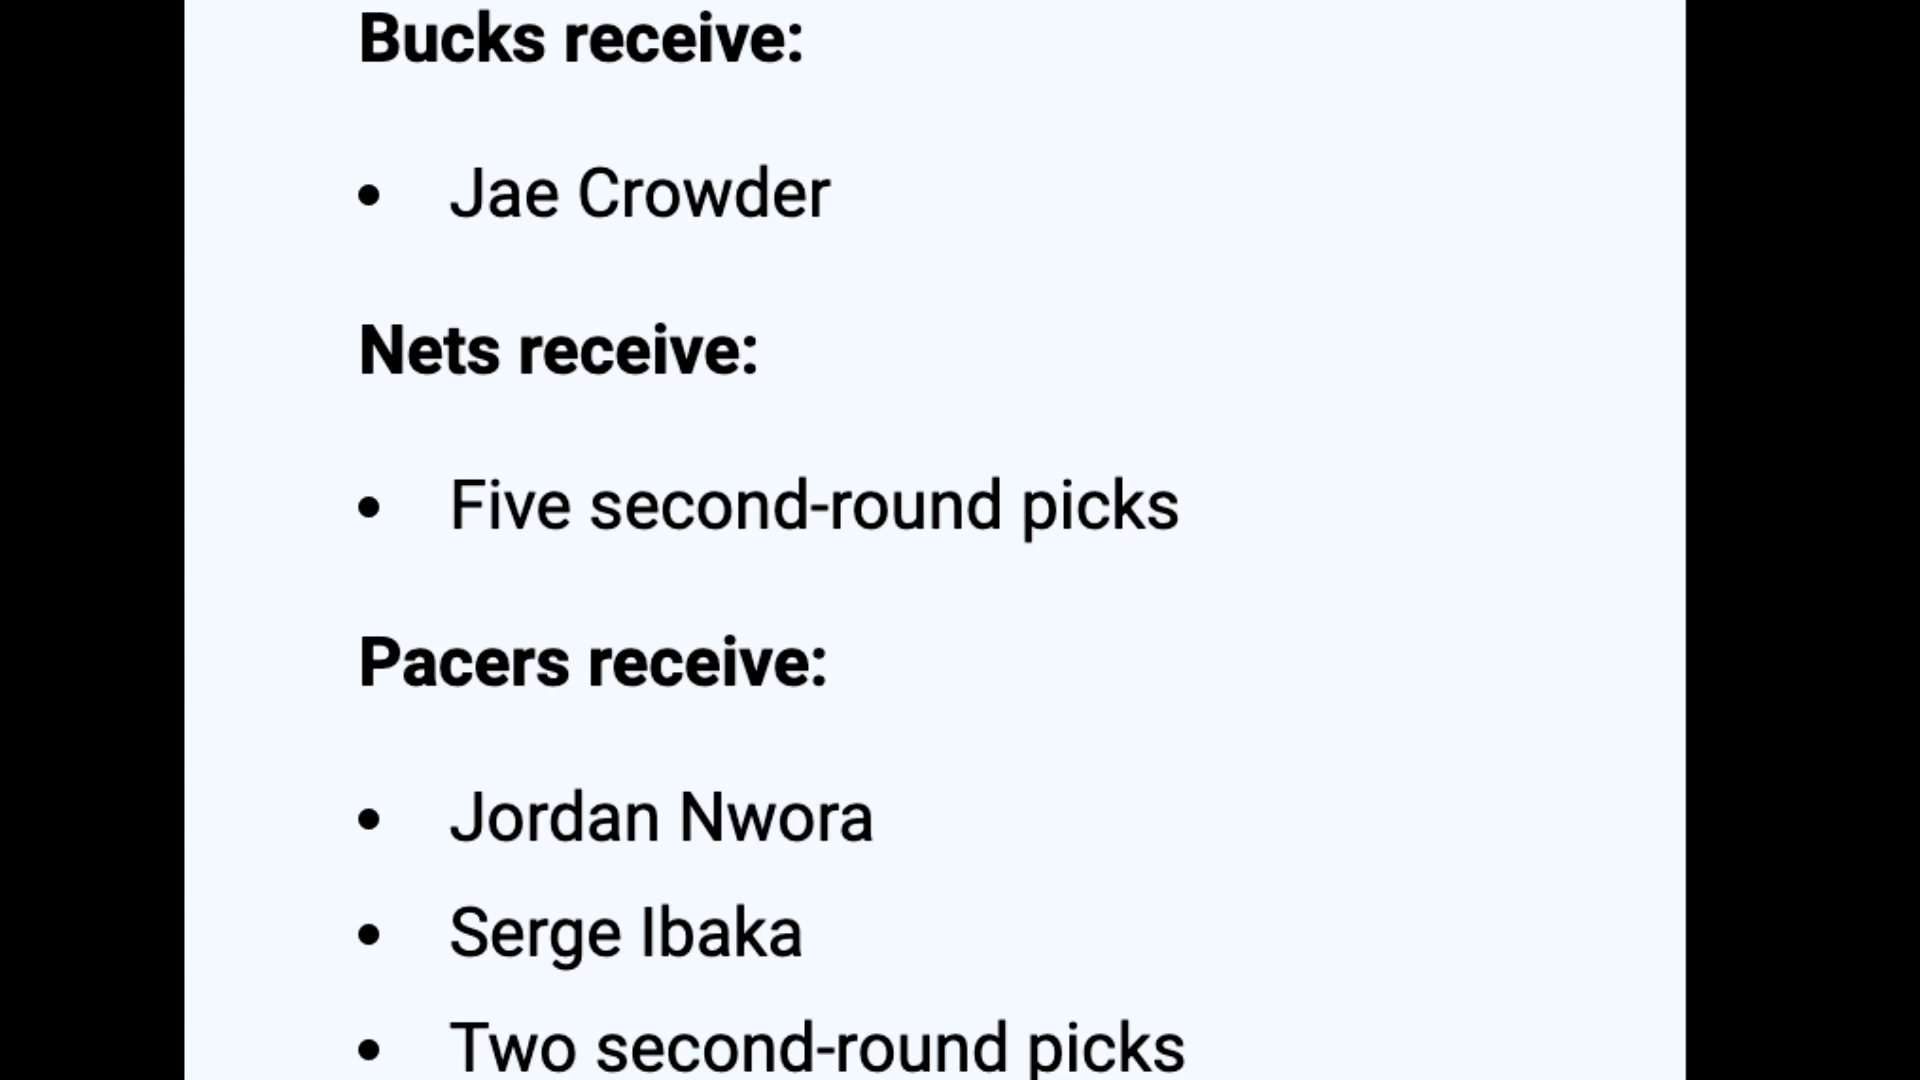 Bucks receive:
• Jae Crowder
Nets receive:
• Five second-round picks
Pacers receive:
• Jordan Nwora
• Serge Ibaka
• Two second-round picks